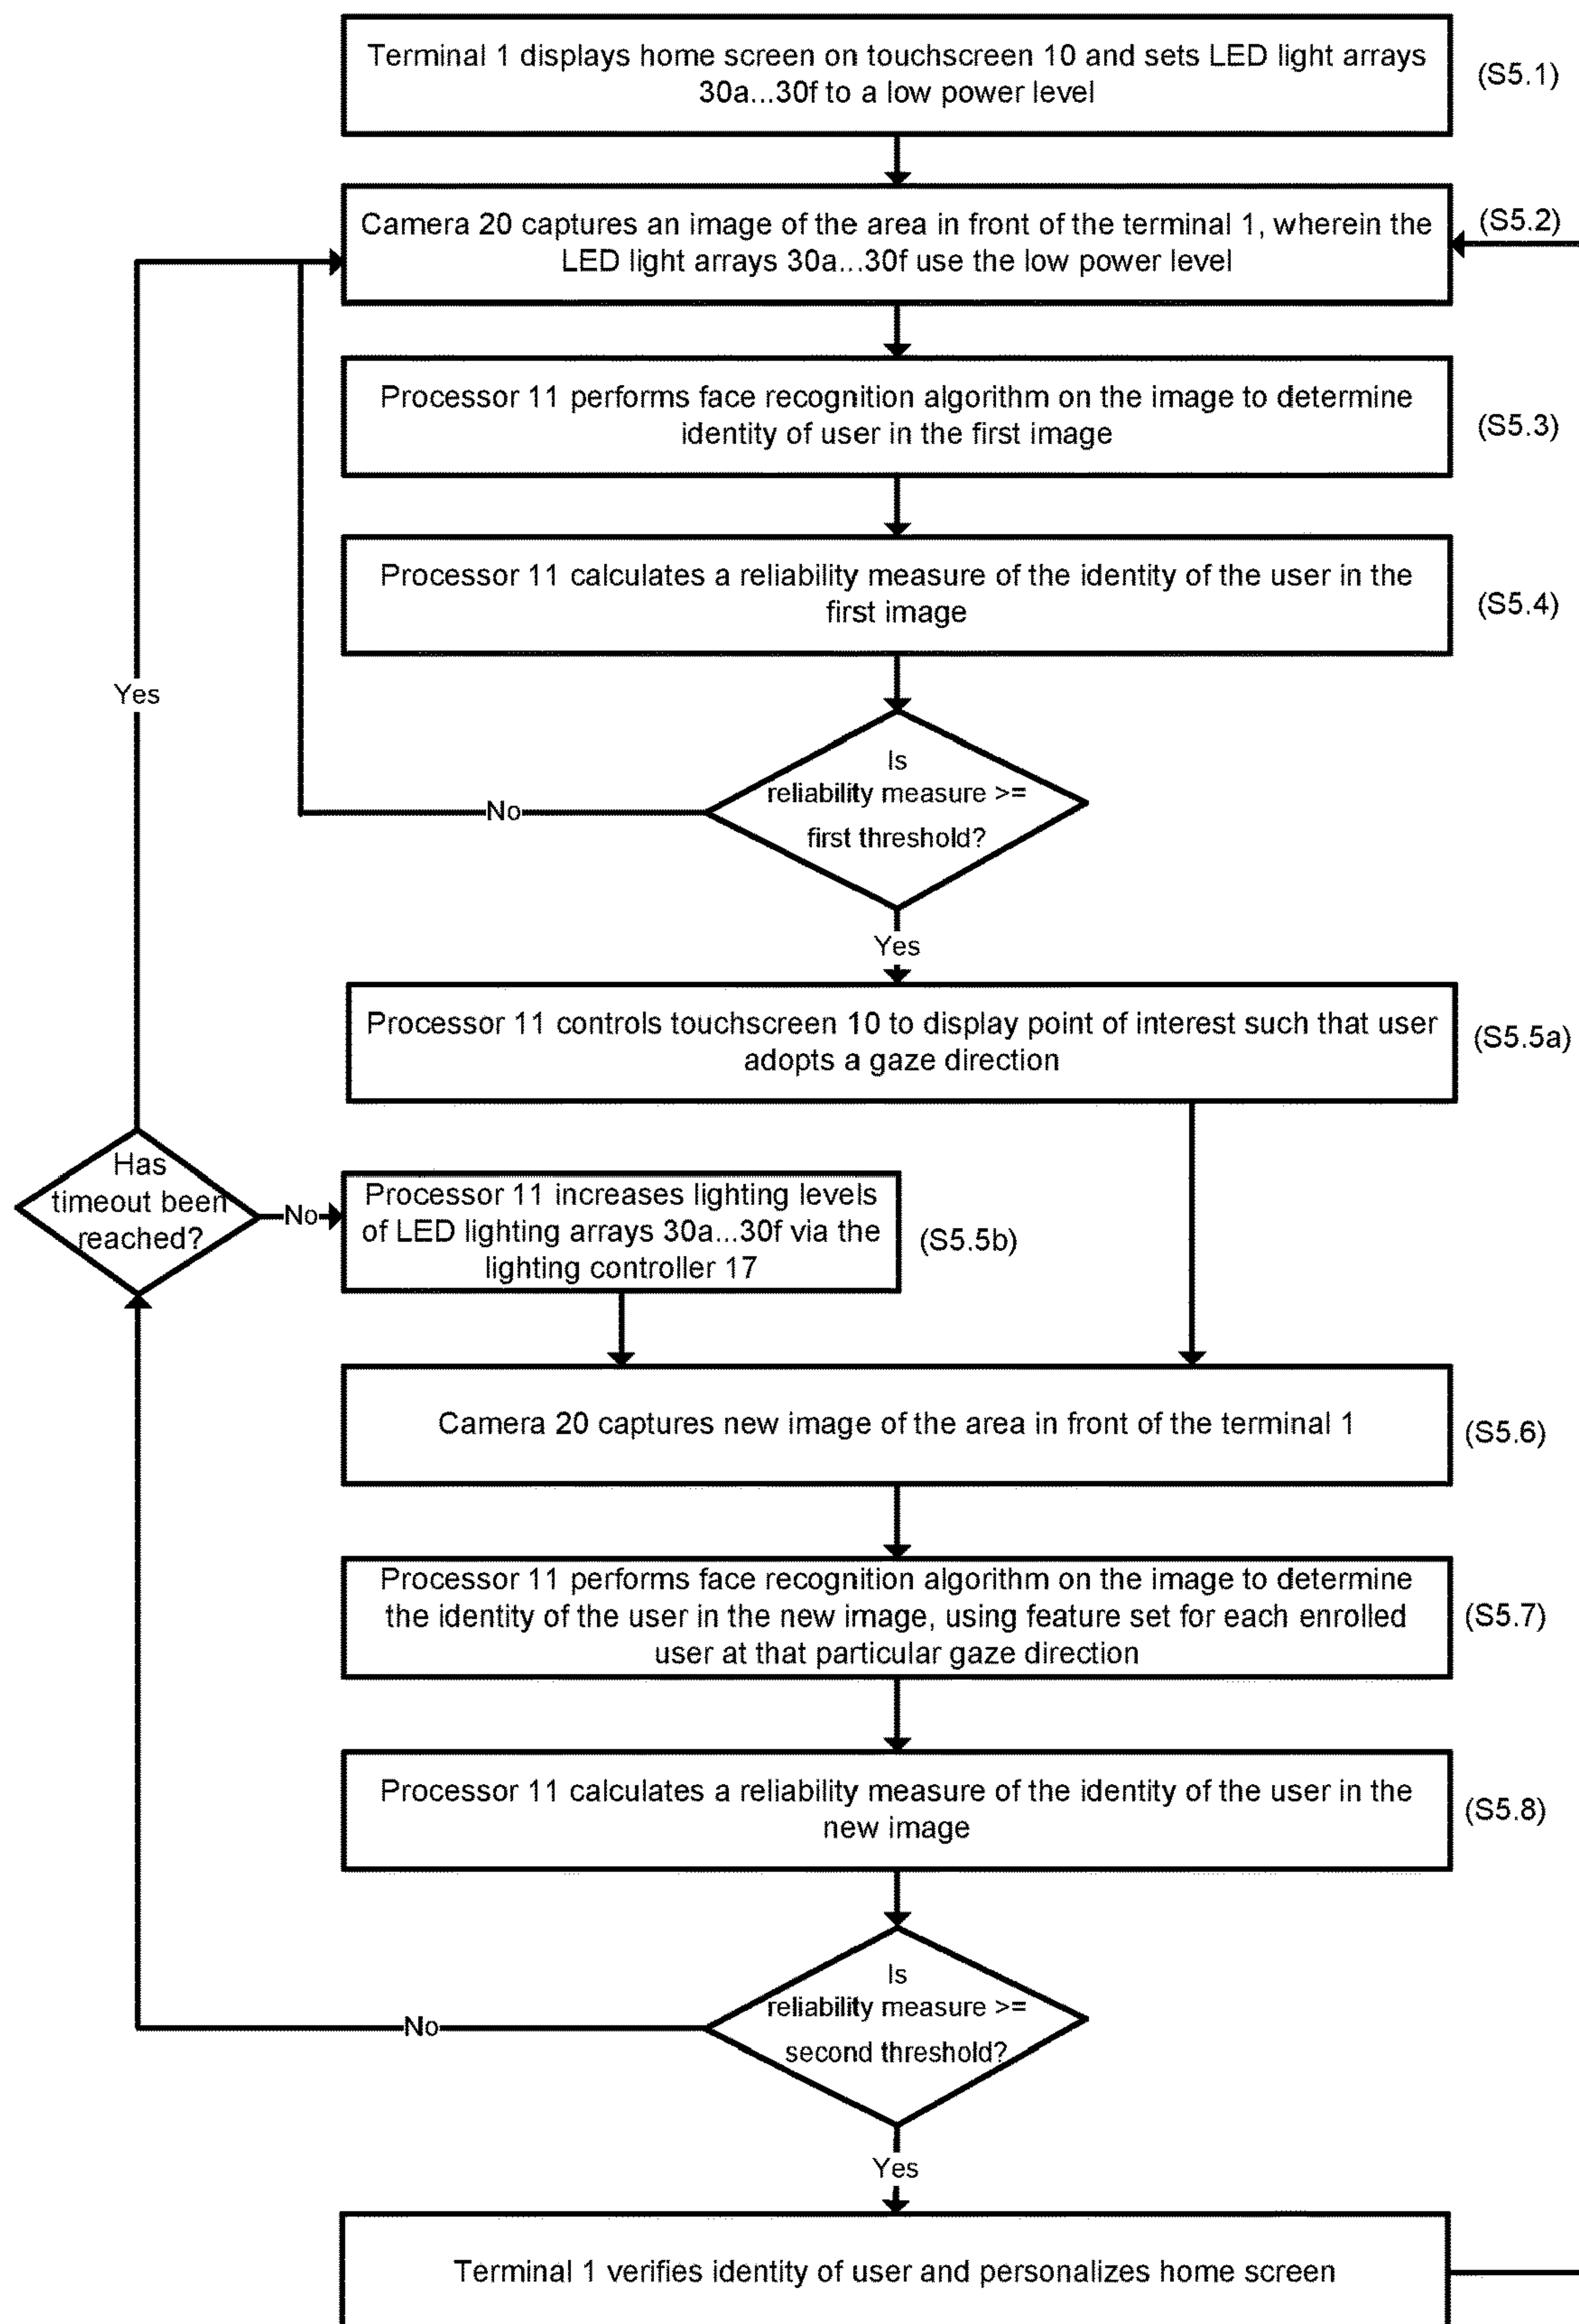 Terminal 1 displays home screen on touchscreen 10 and sets LED light arrays
30a...30f to a low power level
(S5.1)
Camera 20 captures an image of the area in front of the terminal 1, wherein the
LED light arrays 30a...30f use the low power level
(S5.2)
Processor 11 performs face recognition algorithm on the image to determine
identity of user in the first image
(S5.3)
Processor 11 calculates a reliability measure of the identity of the user in the
first image
(S5.4)
Yes
Is
reliability measure >=
first threshold?
No
Yes
Processor 11 controls touchscreen 10 to display point of interest such that user
adopts a gaze direction
(S5.5a)
Has
timeout been
reached?
No
Processor 11 increases lighting levels
of LED lighting arrays 30a...30f via the
lighting controller 17
(S5.5b)
Camera 20 captures new image of the area in front of the terminal 1
(S5.6)
Processor 11 performs face recognition algorithm on the image to determine
the identity of the user in the new image, using feature set for each enrolled
user at that particular gaze direction
(S5.7)
Processor 11 calculates a reliability measure of the identity of the user in the
new image
(S5.8)
Is
reliability measure >=
second threshold?
No
Yes
Terminal 1 verifies identity of user and personalizes home screen